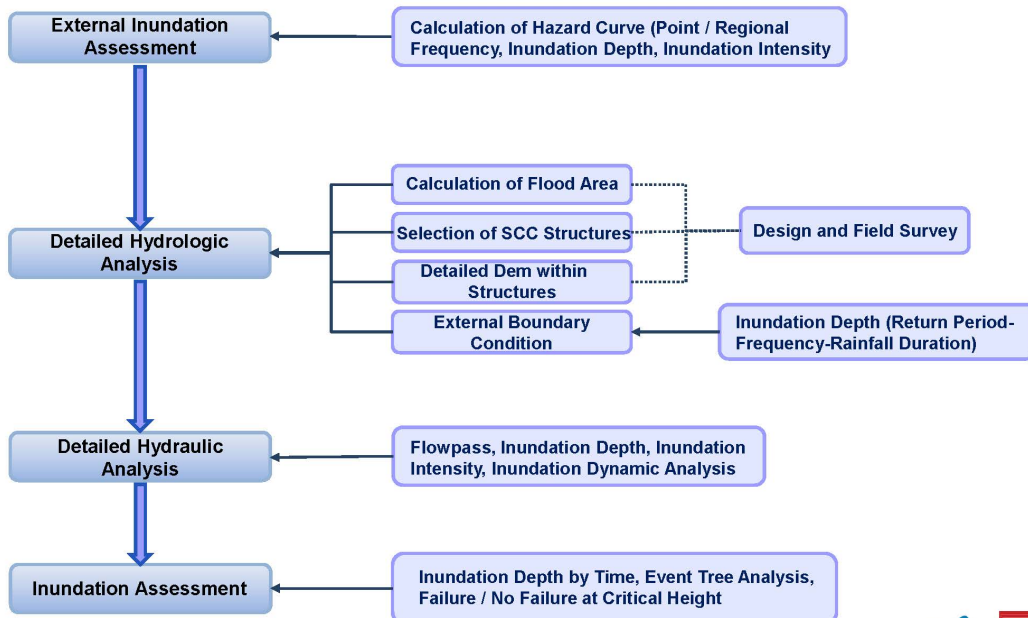 External Inundation
Assessment
Calculation of Hazard Curve (Point / Regional
Frequency, Inundation Depth, Inundation Intensity
Calculation of Flood Area
Selection of SCC Structures
Detailed Hydrologic
Analysis
Design and Field Survey
Detailed Dem within
Structures
External Boundary
Condition
Inundation Depth (Return Period-
Frequency-Rainfall Duration)
Detailed Hydraulic
Analysis
Flowpass, Inundation Depth, Inundation
Intensity, Inundation Dynamic Analysis
Inundation Assessment
Inundation Depth by Time, Event Tree Analysis,
Failure / No Failure at Critical Height